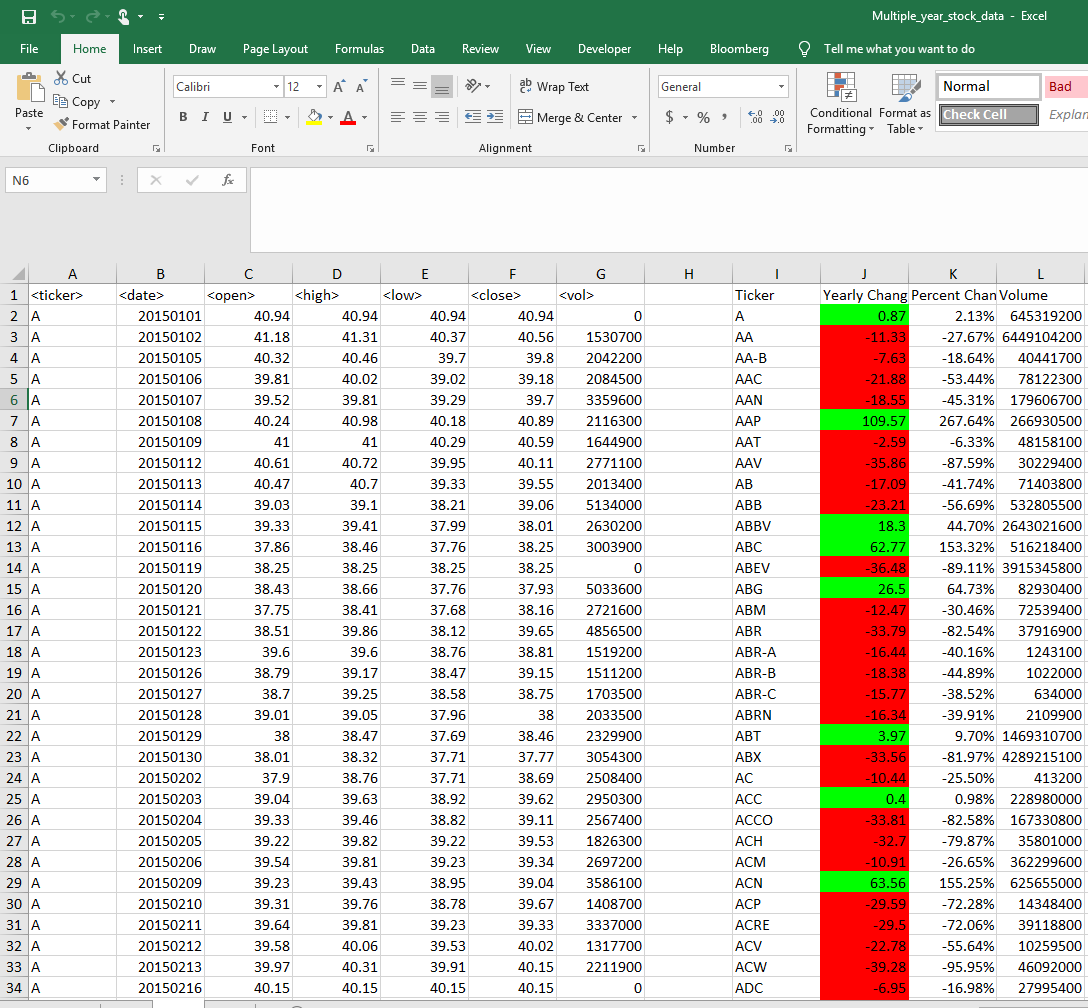 Multiple_year_stock_data - Excel
File Home Insert Draw Page Layout Formulas Data Review View Developer Help Bloomberg Tell me what you want to do
Paste
Cut
Copy
Format Painter
Clipboard
Calibri 12 A A
B I U A
Font
Wrap Text
Merge & Center
Alignment
General
$ % ,
Number
Conditional Formatting
Format as Table
Normal Bad
Check Cell
N6 fx
A B C D E F G H I J K L
1 <ticker> <date> <open> <high> <low> <close> <vol> Ticker Yearly Chang Percent Chan Volume
2 A 20150101 40.94 40.94 40.94 40.94 0 A 0.87 2.13% 645319200
3 A 20150102 41.18 41.31 40.37 40.56 1530700 AA -11.33 -27.67% 6449104200
4 A 20150105 40.32 40.46 39.7 39.8 2042200 AA-B -7.63 -18.64% 40441700
5 A 20150106 39.81 40.02 39.02 39.18 2084500 AAC -21.88 -53.44% 78122300
6 A 20150107 39.52 39.81 39.29 39.7 3359600 AAN -18.55 -45.31% 179606700
7 A 20150108 40.24 40.98 40.18 40.89 2116300 AAP 109.57 267.64% 266930500
8 A 20150109 41 41 40.29 40.59 1644900 AAT -2.59 -6.33% 48158100
9 A 20150112 40.61 40.72 39.95 40.11 2771100 AAV -35.86 -87.59% 30229400
10 A 20150113 40.47 40.7 39.33 39.55 2013400 AB -17.09 -41.74% 71403800
11 A 20150114 39.03 39.1 38.21 39.06 5134000 ABB -23.21 -56.69% 532805500
12 A 20150115 39.33 39.41 37.99 38.01 2630200 ABBV 18.3 44.70% 2643021600
13 A 20150116 37.86 38.46 37.76 38.25 3003900 ABC 62.77 153.32% 516218400
14 A 20150119 38.25 38.25 38.25 38.25 0 ABEV -36.48 -89.11% 3915345800
15 A 20150120 38.43 38.66 37.76 37.93 5033600 ABG 26.5 64.73% 82930400
16 A 20150121 37.75 38.41 37.68 38.16 2721600 ABM -12.47 -30.46% 72539400
17 A 20150122 38.51 39.86 38.12 39.65 4856500 ABR -33.79 -82.54% 37916900
18 A 20150123 39.6 39.6 38.76 38.81 1519200 ABR-A -16.44 -40.16% 1243100
19 A 20150126 38.79 39.17 38.47 39.15 1511200 ABR-B -18.38 -44.89% 1022000
20 A 20150127 38.7 39.25 38.58 38.75 1703500 ABR-C -15.77 -38.52% 634000
21 A 20150128 39.01 39.05 37.96 38 2033500 ABRN -16.34 -39.91% 2109900
22 A 20150129 38 38.47 37.69 38.46 2329900 ABT 3.97 9.70% 1469310700
23 A 20150130 38.01 38.32 37.71 37.77 3054300 ABX -33.56 -81.97% 4289215100
24 A 20150202 37.9 38.76 37.71 38.69 2508400 AC -10.44 -25.50% 413200
25 A 20150203 39.04 39.63 38.92 39.62 2950300 ACC 0.4 0.98% 228980000
26 A 20150204 39.33 39.46 38.82 39.11 2567400 ACCO -33.81 -82.58% 167330800
27 A 20150205 39.22 39.82 39.22 39.53 1826300 ACH -32.7 -79.87% 35801000
28 A 20150206 39.54 39.81 39.23 39.34 2697200 ACM -10.91 -26.65% 362299600
29 A 20150209 39.23 39.43 38.95 39.04 3586100 ACN 63.56 155.25% 625655000
30 A 20150210 39.31 39.76 38.78 39.67 1408700 ACP -29.59 -72.28% 14348400
31 A 20150211 39.64 39.81 39.23 39.33 3337000 ACRE -29.5 -72.06% 39118800
32 A 20150212 39.58 40.06 39.53 40.02 1317700 ACV -22.78 -55.64% 10259500
33 A 20150213 39.97 40.31 39.91 40.15 2211900 ACW -39.28 -95.95% 46092000
34 A 20150216 40.15 40.15 40.15 40.15 0 ADC -6.95 -16.98% 27995400